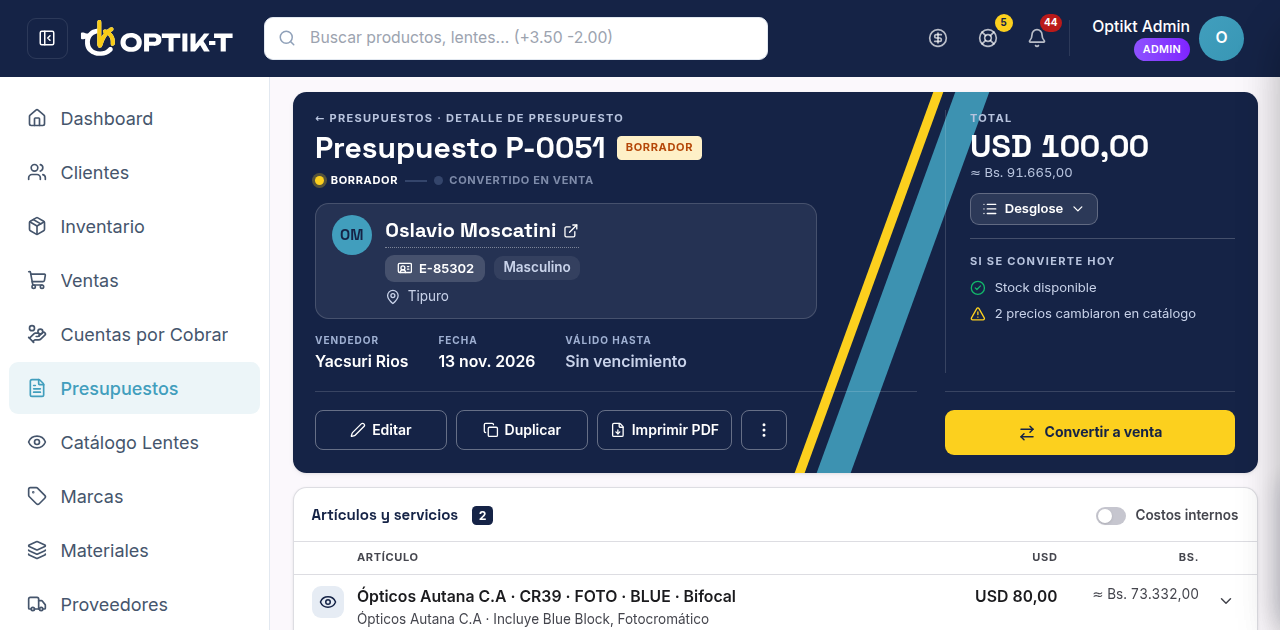 OPTIK-T
Buscar productos, lentes... (+3.50 -2.00)
5
44
Optikt Admin
ADMIN
O
Dashboard
Clientes
Inventario
Ventas
Cuentas por Cobrar
Presupuestos
Catálogo Lentes
Marcas
Materiales
Proveedores
← PRESUPUESTOS · DETALLE DE PRESUPUESTO
Presupuesto P-0051 BORRADOR
BORRADOR CONVERTIDO EN VENTA
OM
Oslavio Moscatini
E-85302 Masculino
Tipuro
VENDEDOR FECHA VÁLIDO HASTA
Yacsuri Rios 13 nov. 2026 Sin vencimiento
Editar Duplicar Imprimir PDF
TOTAL
USD 100,00
≈ Bs. 91.665,00
Desglose
SI SE CONVIERTE HOY
Stock disponible
2 precios cambiaron en catálogo
Convertir a venta
Artículos y servicios 2 Costos internos
ARTÍCULO USD BS.
Ópticos Autana C.A · CR39 · FOTO · BLUE · Bifocal USD 80,00 ≈ Bs. 73.332,00
Ópticos Autana C.A · Incluye Blue Block, Fotocromático